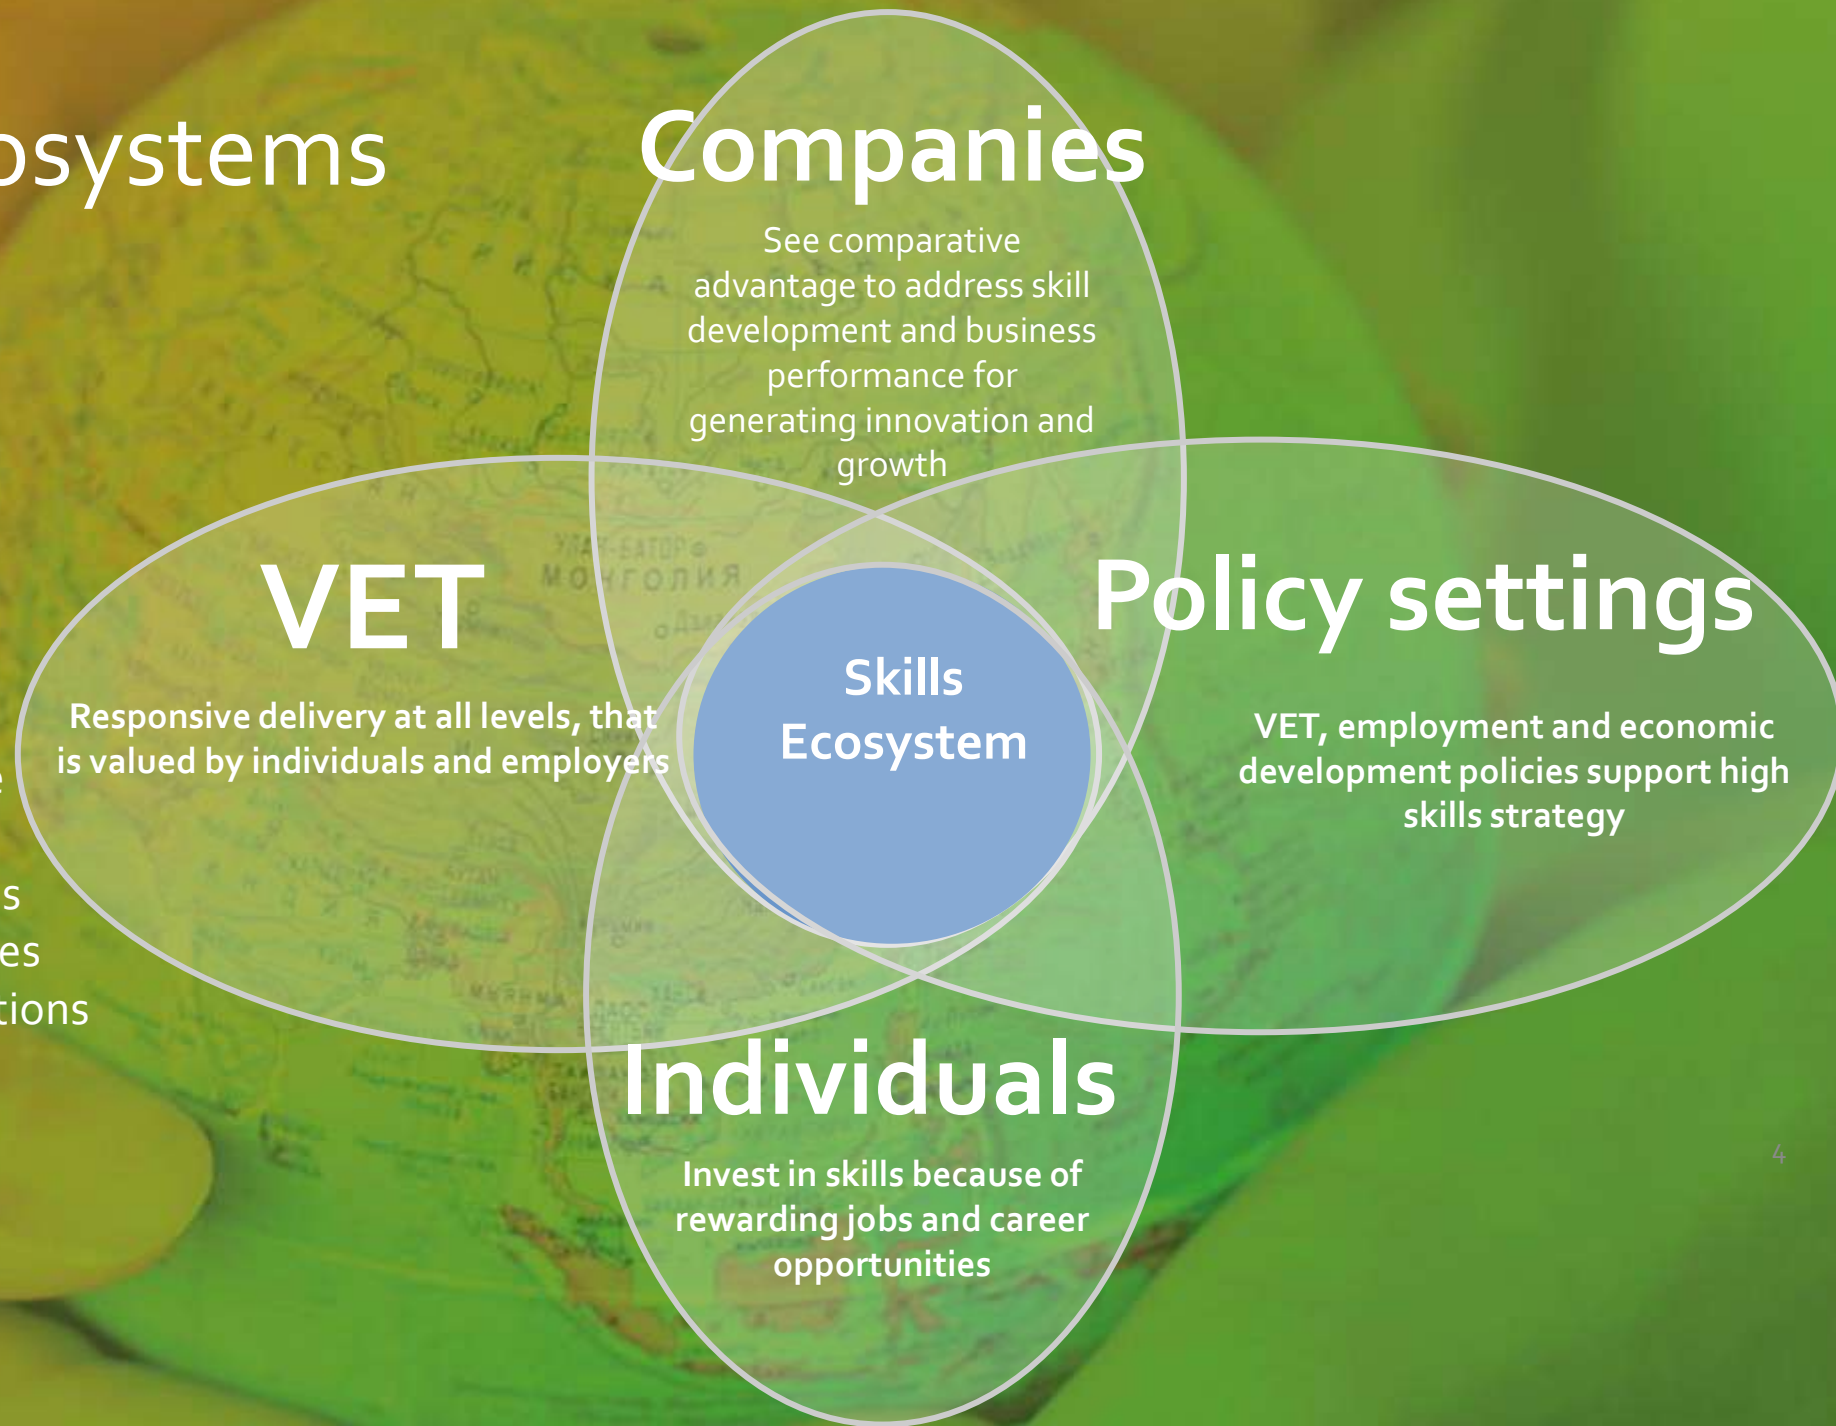 osystems
Companies
See comparative
advantage to address skill
development and business
performance for
generating innovation and
growth
УЛАН-БАТОР
МОНГОЛИЯ
VET
Responsive delivery at all levels, that
is valued by individuals and employers
Skills
Ecosystem
Policy settings
VET, employment and economic
development policies support high
skills strategy
e
s
es
tions
Individuals
Invest in skills because of
rewarding jobs and career
opportunities
4